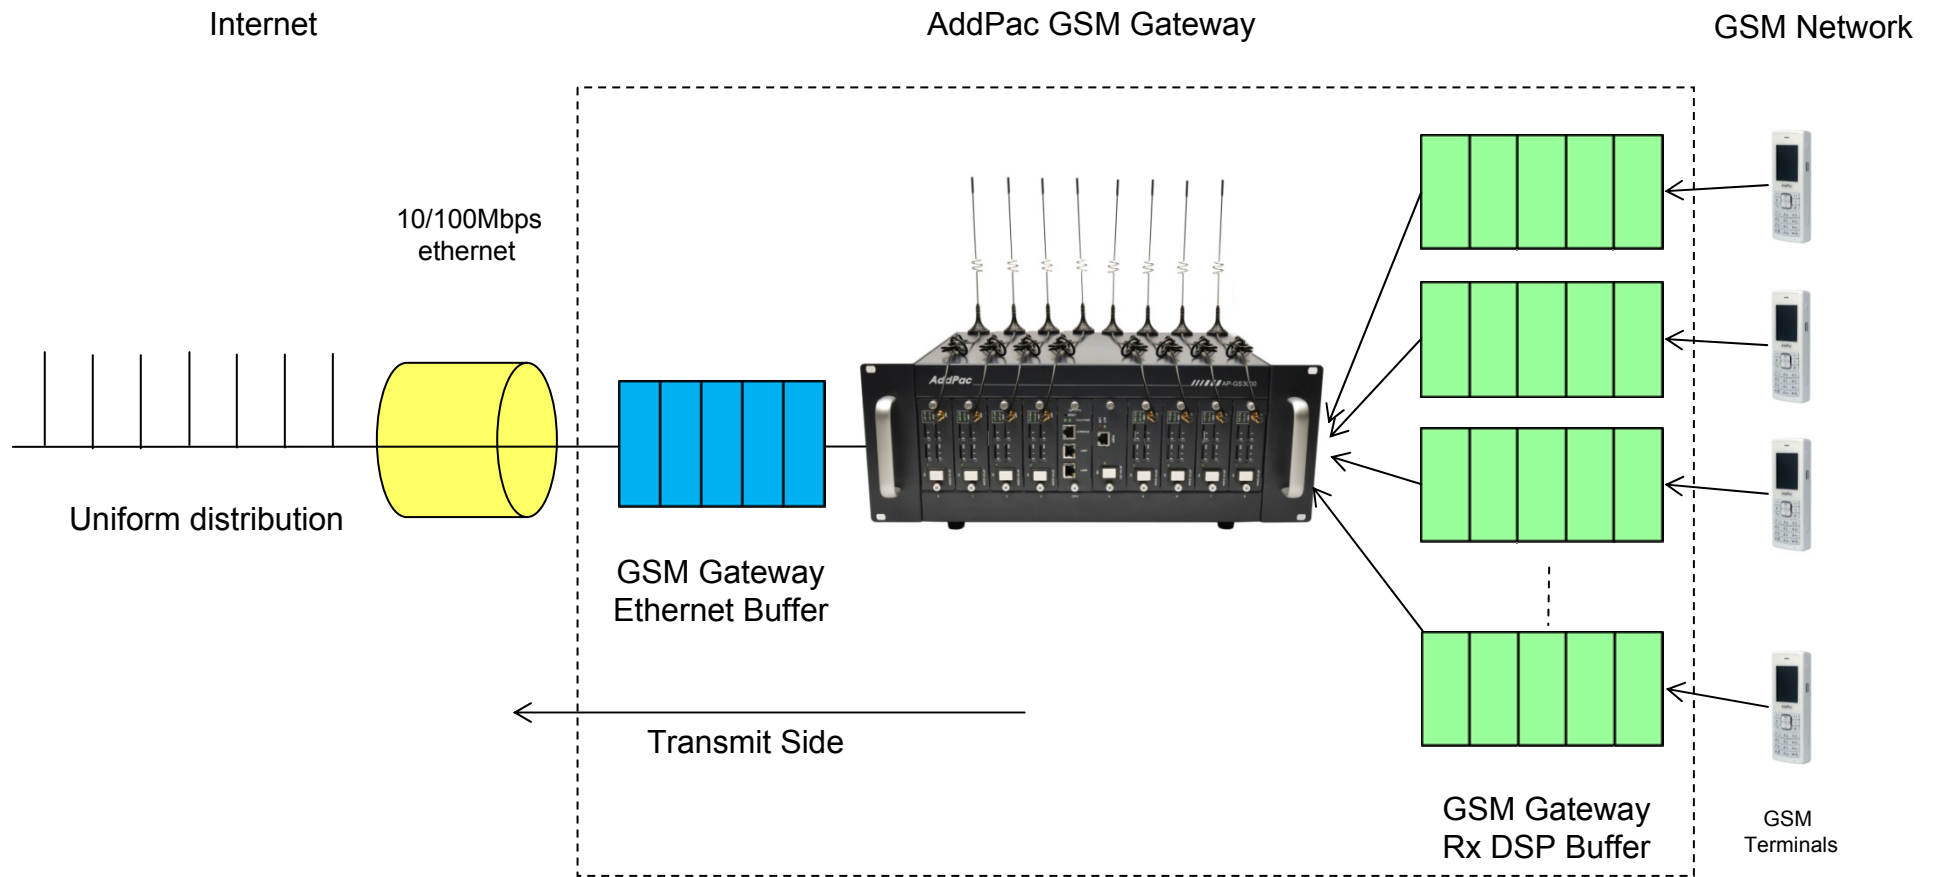 Internet
AddPac GSM Gateway
GSM Network
10/100Mbps
ethernet
AddPac
Uniform distribution
GSM Gateway
Ethernet Buffer
Transmit Side
GSM Gateway
Rx DSP Buffer
GSM
Terminals